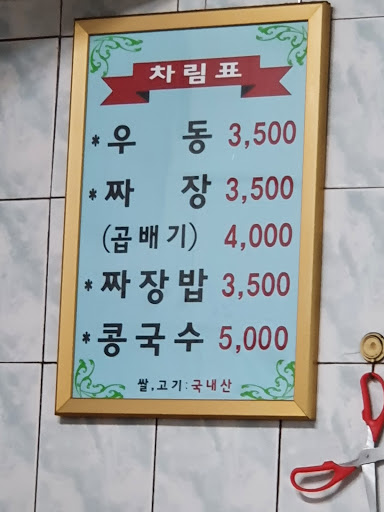 차림표
*우 동 3,500
*짜 장 3,500
(곱배기) 4,000
*짜장밥 3,500
*콩국수 5,000
쌀,고기:국내산